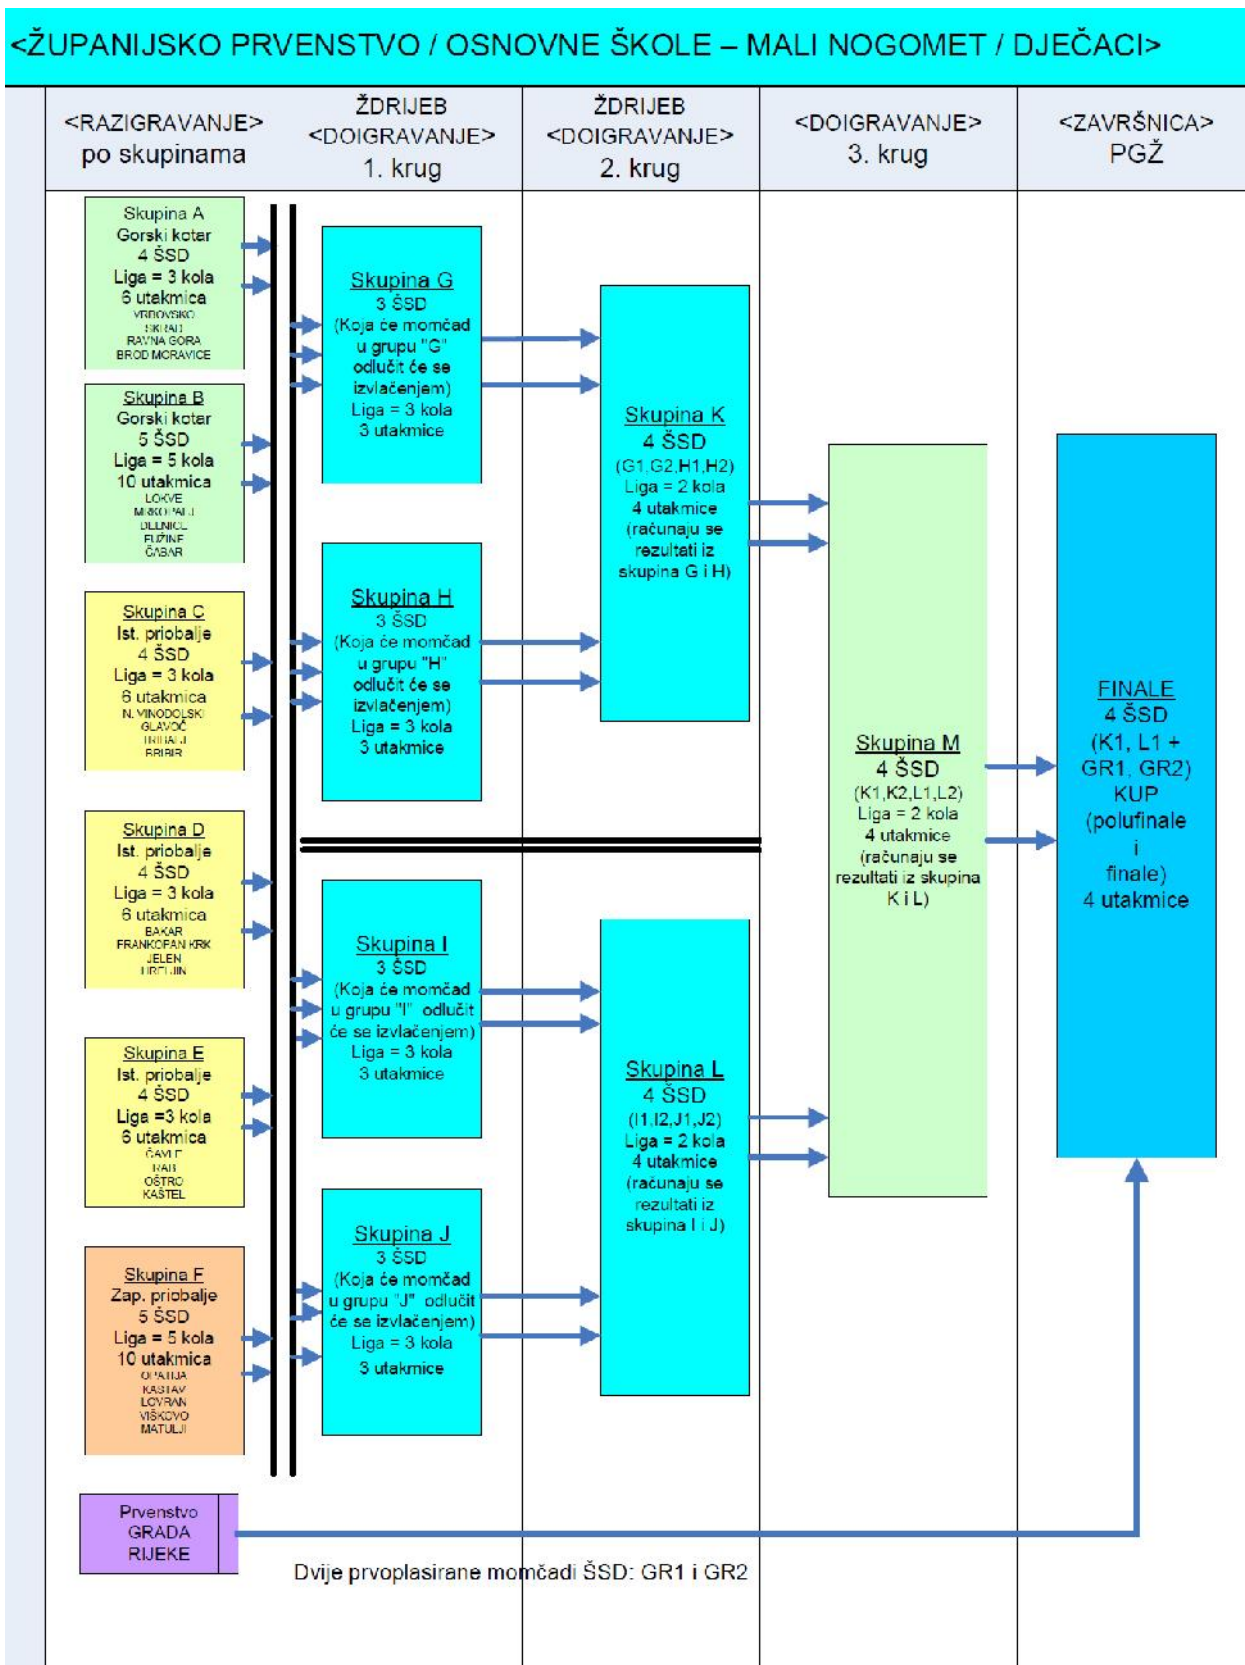 <ŽUPANIJSKO PRVENSTVO / OSNOVNE ŠKOLE – MALI NOGOMET / DJEČACI>
<RAZIGRAVANJE>
po skupinama
ŽDRIJEB
<DOIGRAVANJE>
1. krug
ŽDRIJEB
<DOIGRAVANJE>
2. krug
<DOIGRAVANJE>
3. krug
<ZAVRŠNICA>
PGŽ
Skupina A
Gorski kotar
4 ŠSD
Liga = 3 kola
6 utakmica
VRBOVSKO
SKRAD
RAVNA GORA
BROD MORAVICE
Skupina B
Gorski kotar
5 ŠSD
Liga = 5 kola
10 utakmica
LOKVE
MRKOPALJ
DELNICE
FUŽINE
ČABAR
Skupina C
Ist. priobalje
4 ŠSD
Liga = 3 kola
6 utakmica
N. VINODOLSKI
GLAVOČ
TRIBALJ
BRIBIR
Skupina D
Ist. priobalje
4 ŠSD
Liga = 3 kola
6 utakmica
BAKAR
FRANKOPAN KRK
JELEN
HRELJIN
Skupina E
Ist. priobalje
4 ŠSD
Liga =3 kola
6 utakmica
ČAVLE
RAB
OŠTRO
KAŠTEL
Skupina F
Zap. priobalje
5 ŠSD
Liga = 5 kola
10 utakmica
OPATIJA
KASTAV
LOVRAN
VIŠKOVO
MATULJI
Prvenstvo
GRADA
RIJEKE
Skupina G
3 ŠSD
(Koja će momčad
u grupu "G"
odlučit će se
izvlačenjem)
Liga = 3 kola
3 utakmice
Skupina H
3 ŠSD
(Koja će momčad
u grupu "H"
odlučit će se
izvlačenjem)
Liga = 3 kola
3 utakmice
Skupina I
3 ŠSD
(Koja će momčad
u grupu "I" odlučit
će se izvlačenjem)
Liga = 3 kola
3 utakmice
Skupina J
3 ŠSD
(Koja će momčad
u grupu "J" odlučit
će se izvlačenjem)
Liga = 3 kola
3 utakmice
Skupina K
4 ŠSD
(G1,G2,H1,H2)
Liga = 2 kola
4 utakmice
(računaju se
rezultati iz
skupina G i H)
Skupina L
4 ŠSD
(I1,I2,J1,J2)
Liga = 2 kola
4 utakmice
(računaju se
rezultati iz
skupina I i J)
Skupina M
4 ŠSD
(K1,K2,L1,L2)
Liga = 2 kola
4 utakmice
(računaju se
rezultati iz skupina
K i L)
FINALE
4 ŠSD
(K1, L1 +
GR1, GR2)
KUP
(polufinale
i
finale)
4 utakmice
Dvije prvoplasirane momčadi ŠSD: GR1 i GR2